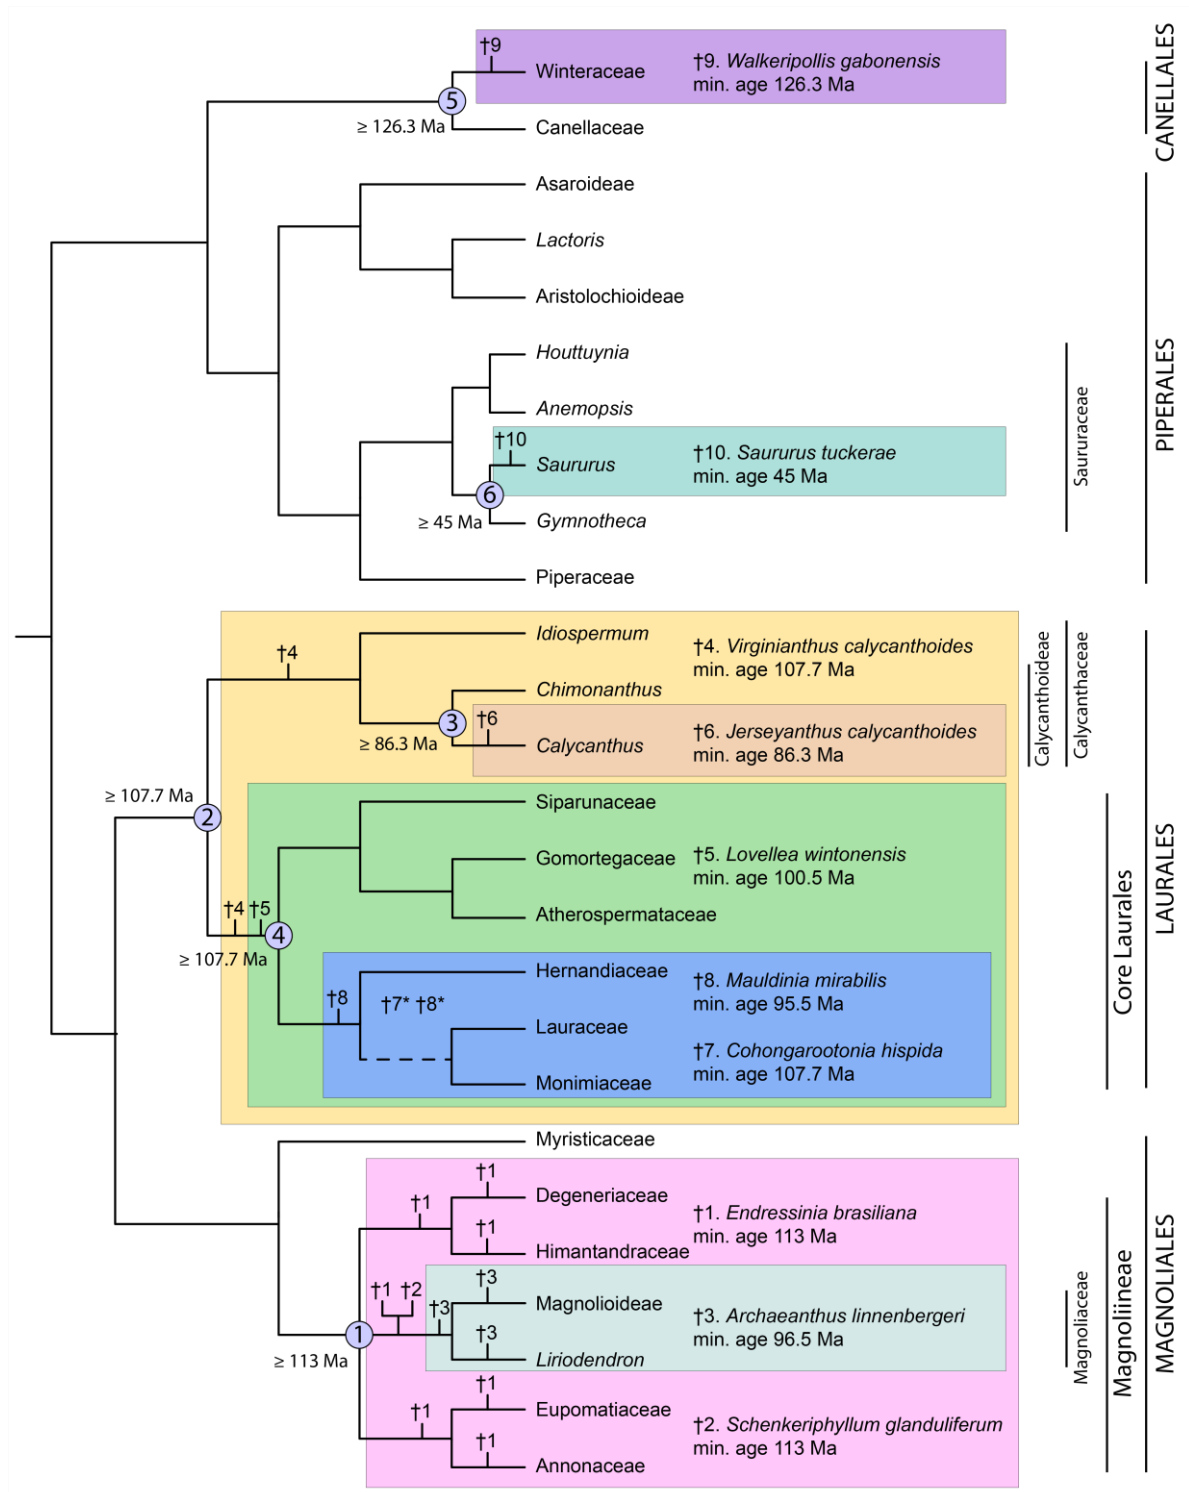 †9
Winteraceae
†9. Walkeripollis gabonensis
min. age 126.3 Ma
5
≥ 126.3 Ma
Canellaceae
CANELLALES
Asaroideae
Lactoris
Aristolochioideae
Houttuynia
Anemopsis
†10
Saururus
†10. Saururus tuckerae
min. age 45 Ma
6
≥ 45 Ma
Gymnotheca
Piperaceae
Saururaceae
PIPERALES
Idiospermum
†4
†4. Virginianthus calycanthoides
min. age 107.7 Ma
Chimonanthus
3
≥ 86.3 Ma
†6
Calycanthus
†6. Jerseyanthus calycanthoides
min. age 86.3 Ma
Calycanthoideae
Calycanthaceae
≥ 107.7 Ma
2
Siparunaceae
Gomortegaceae
†5. Lovellea wintonensis
min. age 100.5 Ma
Atherospermataceae
†4 †5
4
≥ 107.7 Ma
Hernandiaceae
†8
†7* †8*
†8. Mauldinia mirabilis
min. age 95.5 Ma
Lauraceae
†7. Cohongarootonia hispida
min. age 107.7 Ma
Monimiaceae
Core Laurales
LAURALES
Myristicaceae
†1
Degeneriaceae
†1
†1. Endressinia brasiliana
min. age 113 Ma
†1
Himantandraceae
†1 †2
†3
†3
Magnolioideae
†3. Archaeanthus linnenbergeri
min. age 96.5 Ma
1
≥ 113 Ma
†3
Liriodendron
†1
Eupomatiaceae
†1
†2. Schenkeriphyllum glanduliferum
min. age 113 Ma
†1
Annonaceae
Magnoliaceae
Magnoliineae
MAGNOLIALES